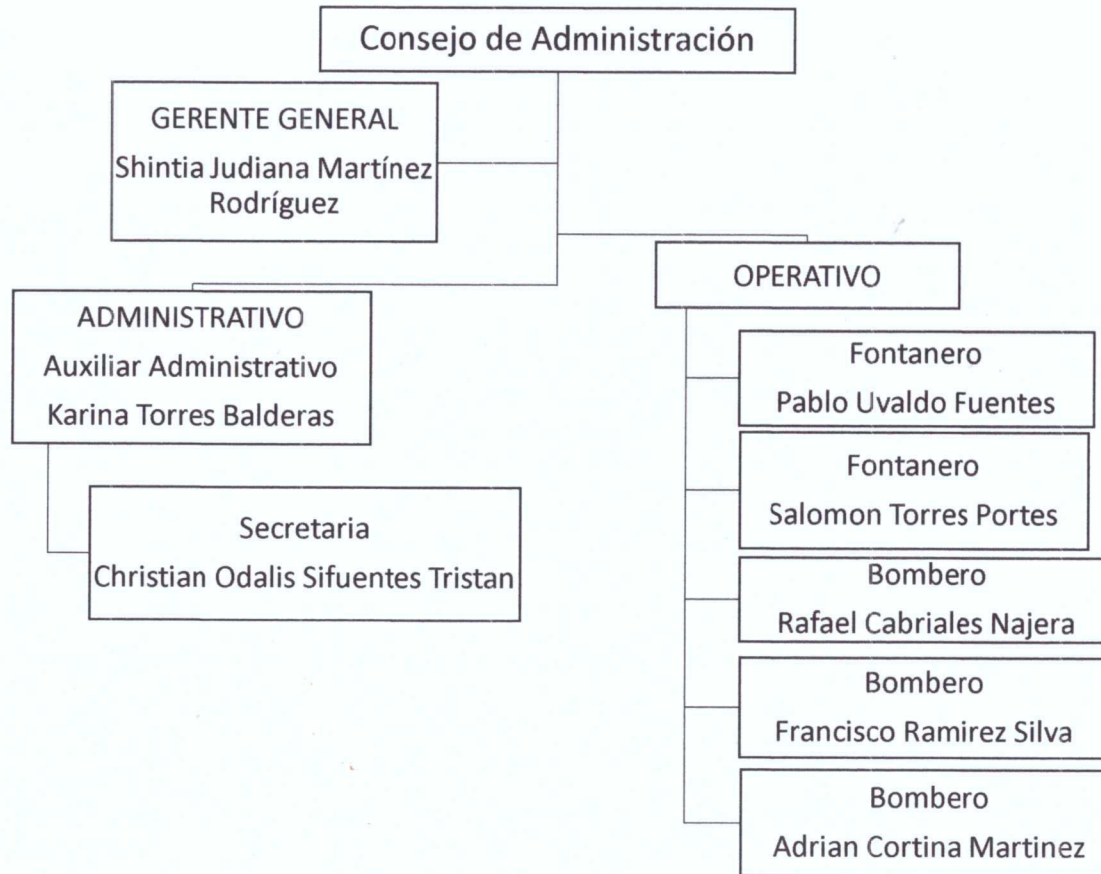 Consejo de Administración
GERENTE GENERAL
Shintia Judiana Martínez
Rodríguez
OPERATIVO
ADMINISTRATIVO
Auxiliar Administrativo
Karina Torres Balderas
Secretaria
Christian Odalis Sifuentes Tristan
Fontanero
Pablo Uvaldo Fuentes
Fontanero
Salomon Torres Portes
Bombero
Rafael Cabriales Najera
Bombero
Francisco Ramirez Silva
Bombero
Adrian Cortina Martinez